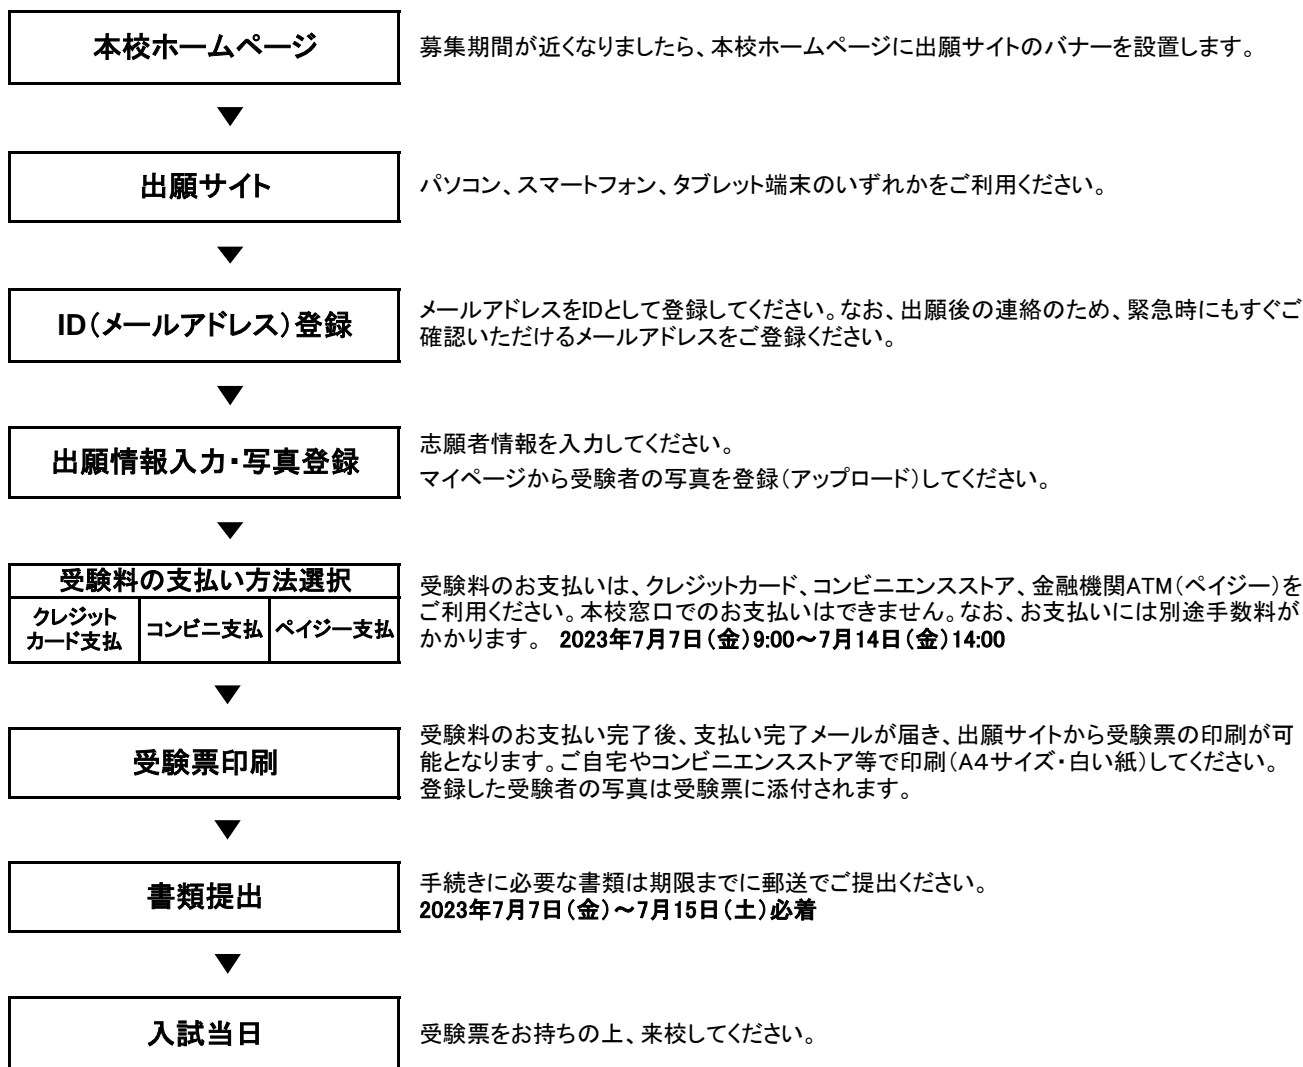 本校ホームページ
募集期間が近くなりましたら、本校ホームページに出願サイトのバナーを設置します。
▼
出願サイト
パソコン、スマートフォン、タブレット端末のいずれかをご利用ください。
▼
ID（メールアドレス）登録
メールアドレスをIDとして登録してください。なお、出願後の連絡のため、緊急時にもすぐご
確認いただけるメールアドレスをご登録ください。
▼
出願情報入力・写真登録
志願者情報を入力してください。
マイページから受験者の写真を登録（アップロード）してください。
▼
受験料の支払い方法選択
クレジット
カード支払
コンビニ支払
ペイジー支払
受験料のお支払いは、クレジットカード、コンビニエンスストア、金融機関ATM（ペイジー）を
ご利用ください。本校窓口でのお支払いはできません。なお、お支払いには別途手数料が
かかります。 2023年7月7日（金）9:00～7月14日（金）14:00
▼
受験票印刷
受験料のお支払い完了後、支払い完了メールが届き、出願サイトから受験票の印刷が可
能となります。ご自宅やコンビニエンスストア等で印刷（A４サイズ・白い紙）してください。
登録した受験者の写真は受験票に添付されます。
▼
書類提出
手続きに必要な書類は期限までに郵送でご提出ください。
2023年7月7日（金）～7月15日（土）必着
▼
入試当日
受験票をお持ちの上、来校してください。